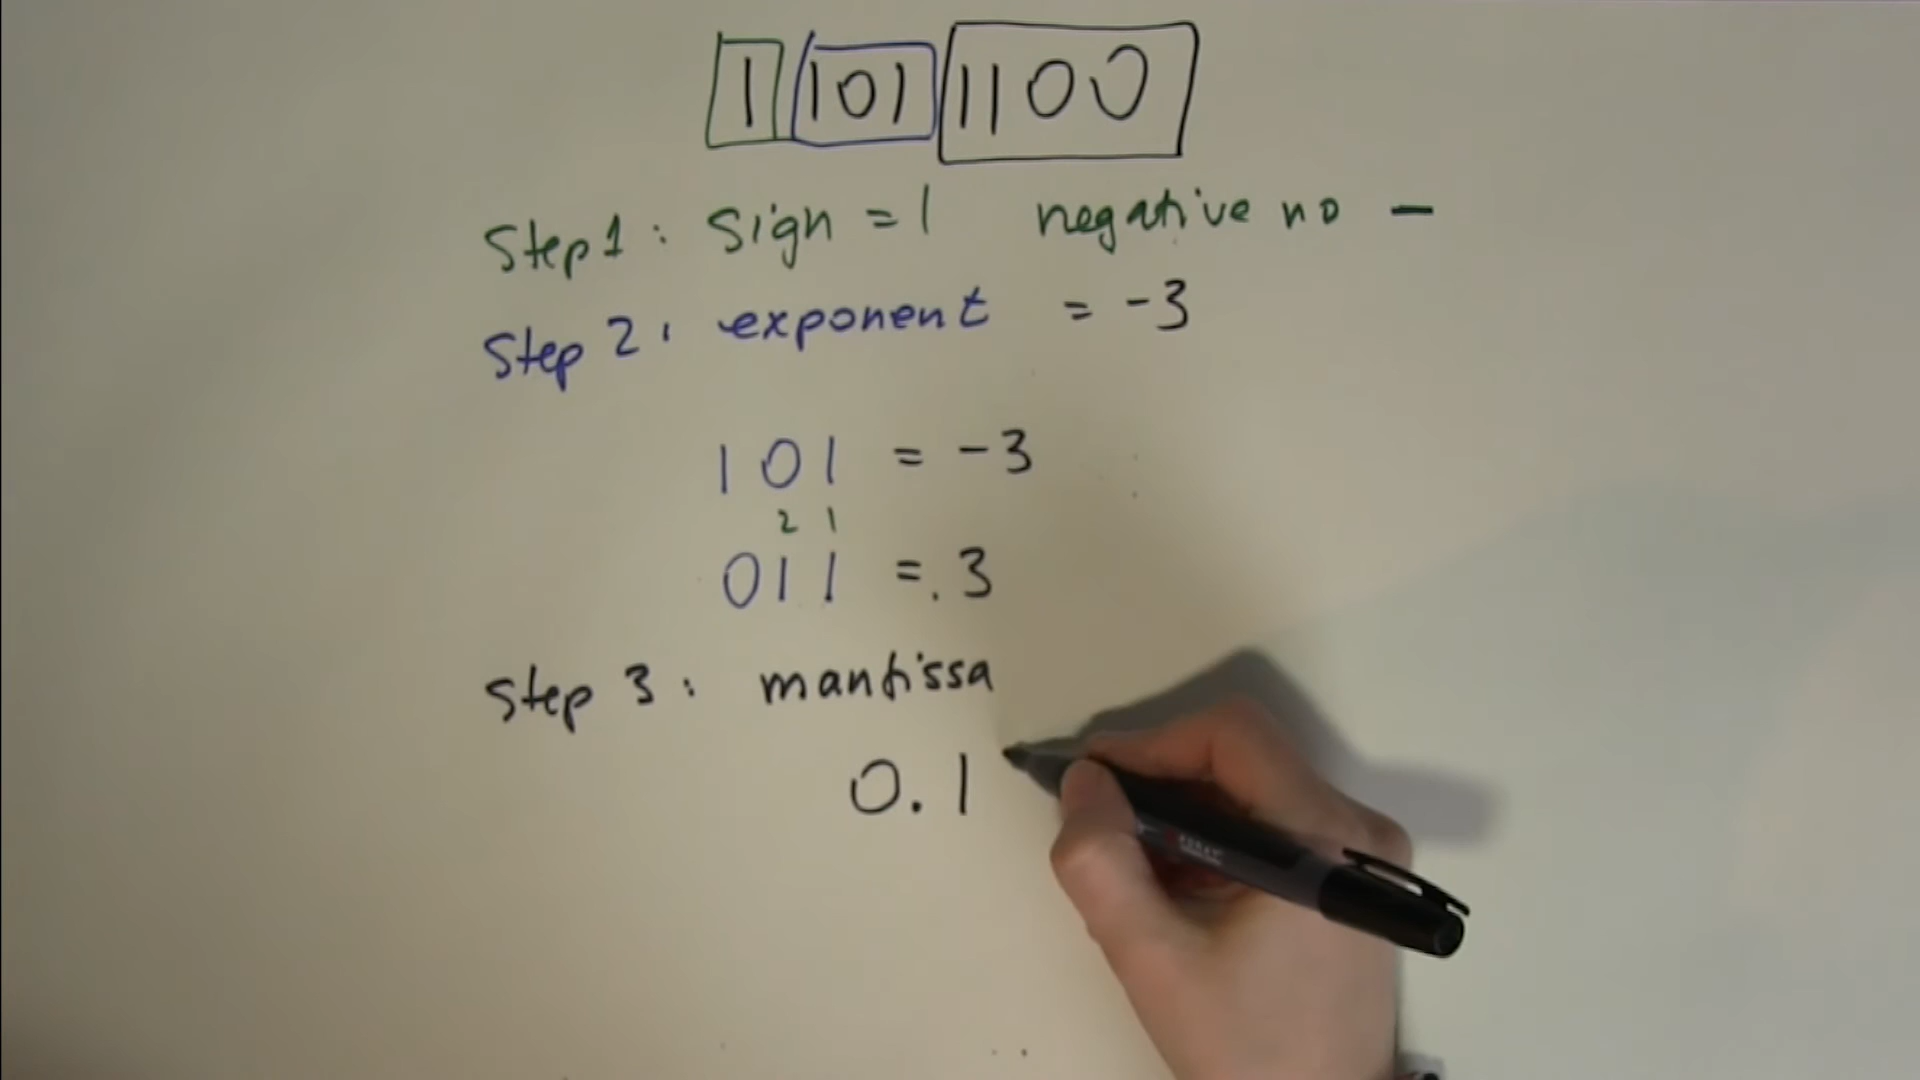 1 101 1100
Step 1: Sign = 1 negative no –
Step 2: exponent = -3
101 = -3
2 1
011 = 3
Step 3: mantissa
0.1